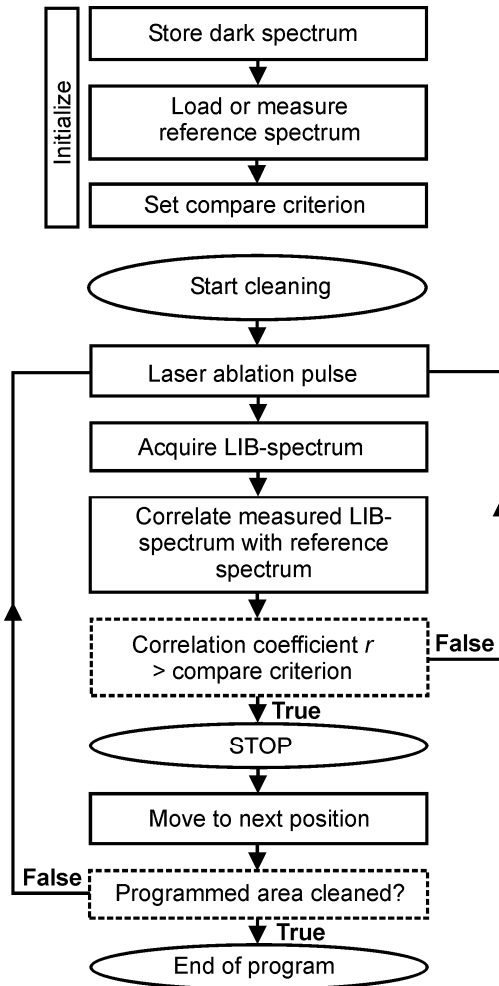 Initialize
Store dark spectrum
Load or measure
reference spectrum
Set compare criterion
Start cleaning
Laser ablation pulse
Acquire LIB-spectrum
Correlate measured LIB-
spectrum with reference
spectrum
Correlation coefficient r
> compare criterion
False
True
STOP
Move to next position
Programmed area cleaned?
False
True
End of program